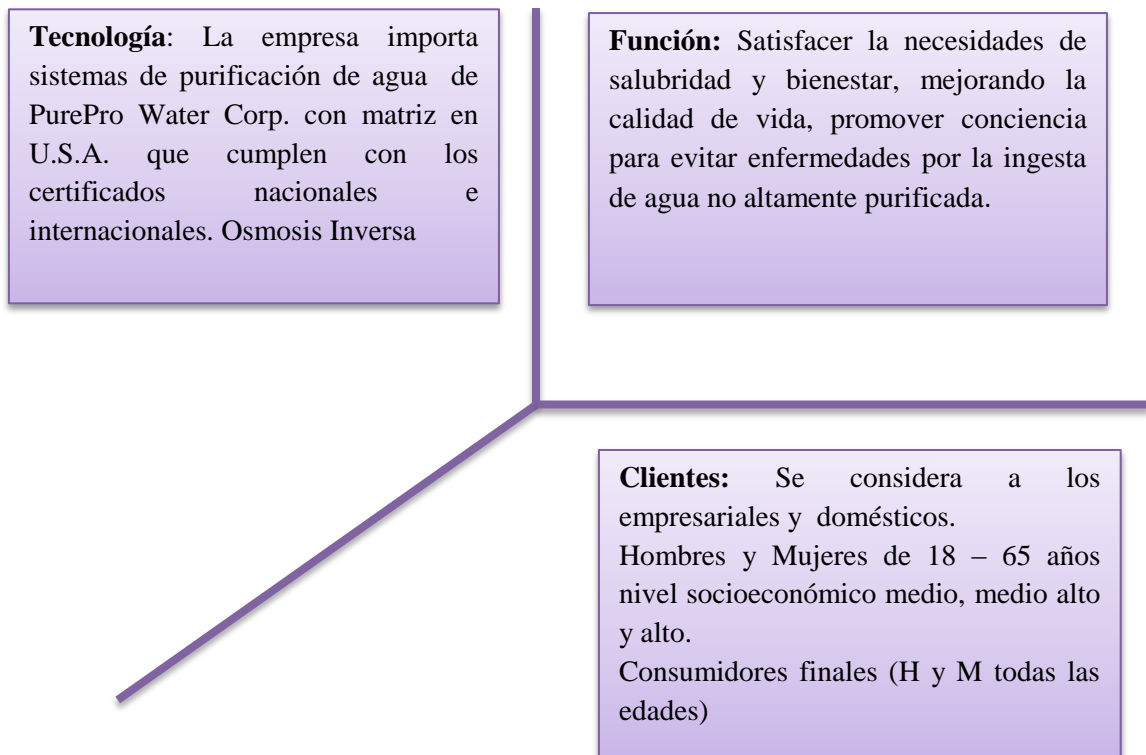 Tecnología: La empresa importa
sistemas de purificación de agua de
PurePro Water Corp. con matriz en
U.S.A. que cumplen con los
certificados nacionales e
internacionales. Osmosis Inversa
Función: Satisfacer la necesidades de
salubridad y bienestar, mejorando la
calidad de vida, promover conciencia
para evitar enfermedades por la ingesta
de agua no altamente purificada.
Clientes: Se considera a los
empresariales y domésticos.
Hombres y Mujeres de 18 – 65 años
nivel socioeconómico medio, medio alto
y alto.
Consumidores finales (H y M todas las
edades)